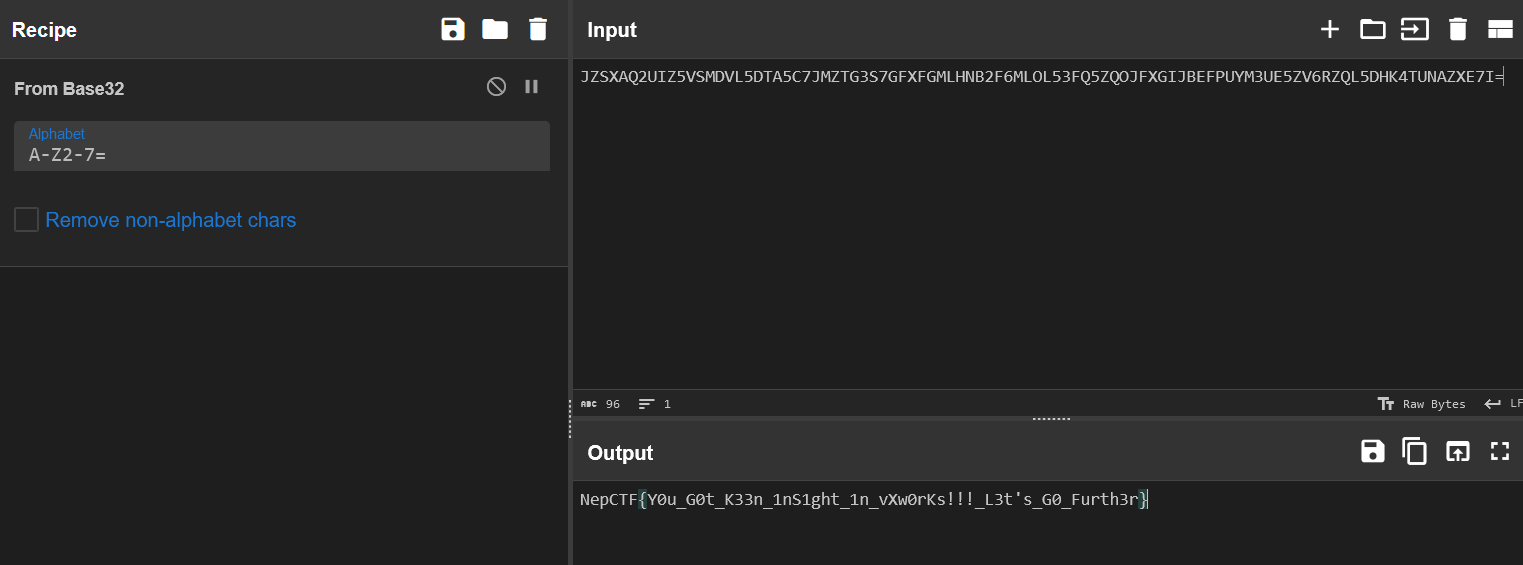 Recipe
Input
From Base32
Alphabet
A-Z2-7=
Remove non-alphabet chars
JZSXAQ2UIZ5VSMDVL5DTA5C7JMZTG3S7GFXFGMLHNB2F6MLOL53FQ5ZQOJFXGIJBEFPUYM3UE5ZV6RZQL5DHK4TUNAZXE7I=
ABC 96 1
Raw Bytes LF
Output
NepCTF{Y0u_G0t_K33n_1nS1ght_1n_vXw0rKs!!!_L3t's_G0_Furth3r}